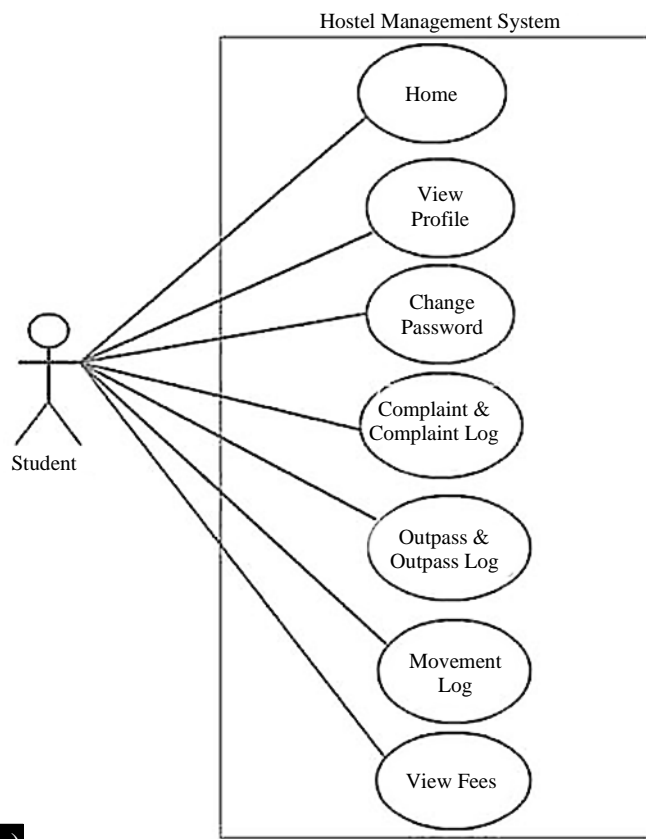 Hostel Management System
Home
View
Profile
Change
Password
Complaint &
Complaint Log
Student
Outpass &
Outpass Log
Movement
Log
View Fees